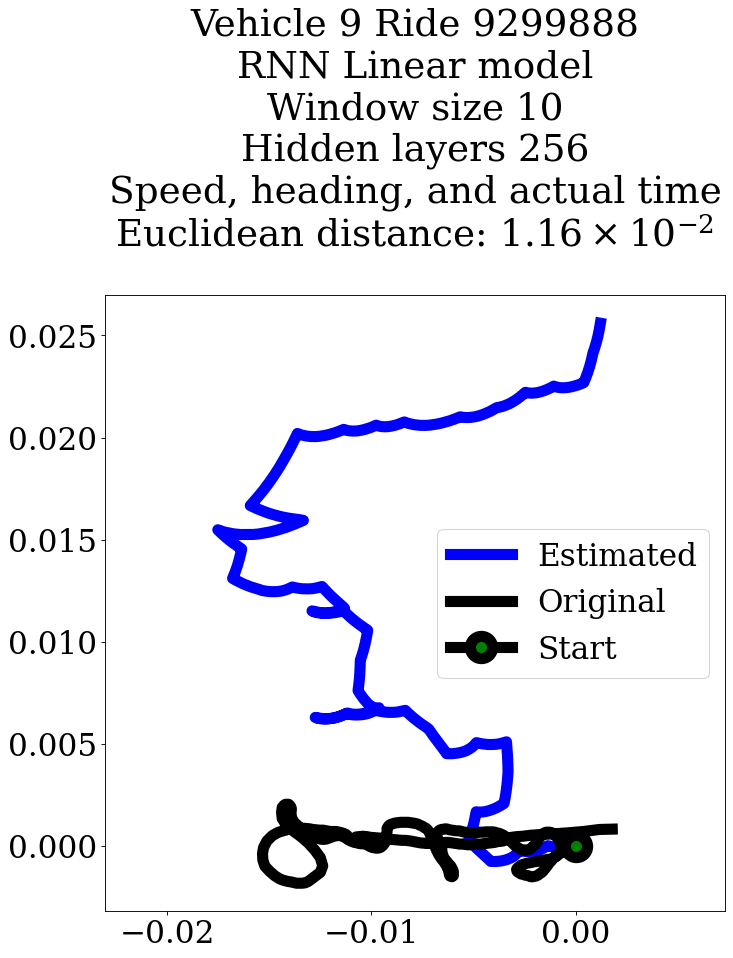 Vehicle 9 Ride 9299888
RNN Linear model
Window size 10
Hidden layers 256
Speed, heading, and actual time
Euclidean distance: 1.16 × 10⁻²
0.025
0.020
0.015
0.010
0.005
0.000
Estimated
Original
Start
−0.02 −0.01 0.00